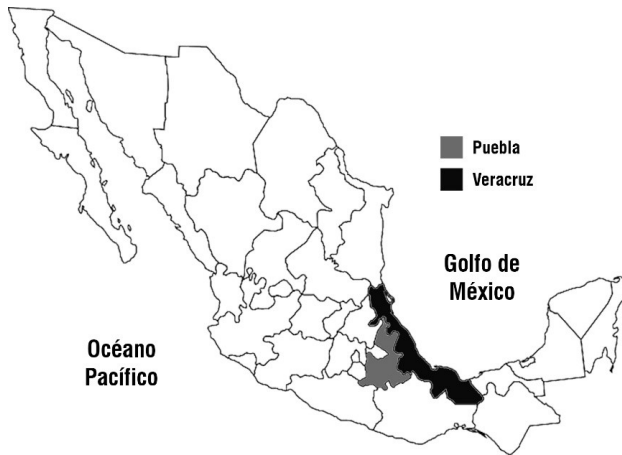 Puebla
Veracruz
Golfo de
México
Océano
Pacífico